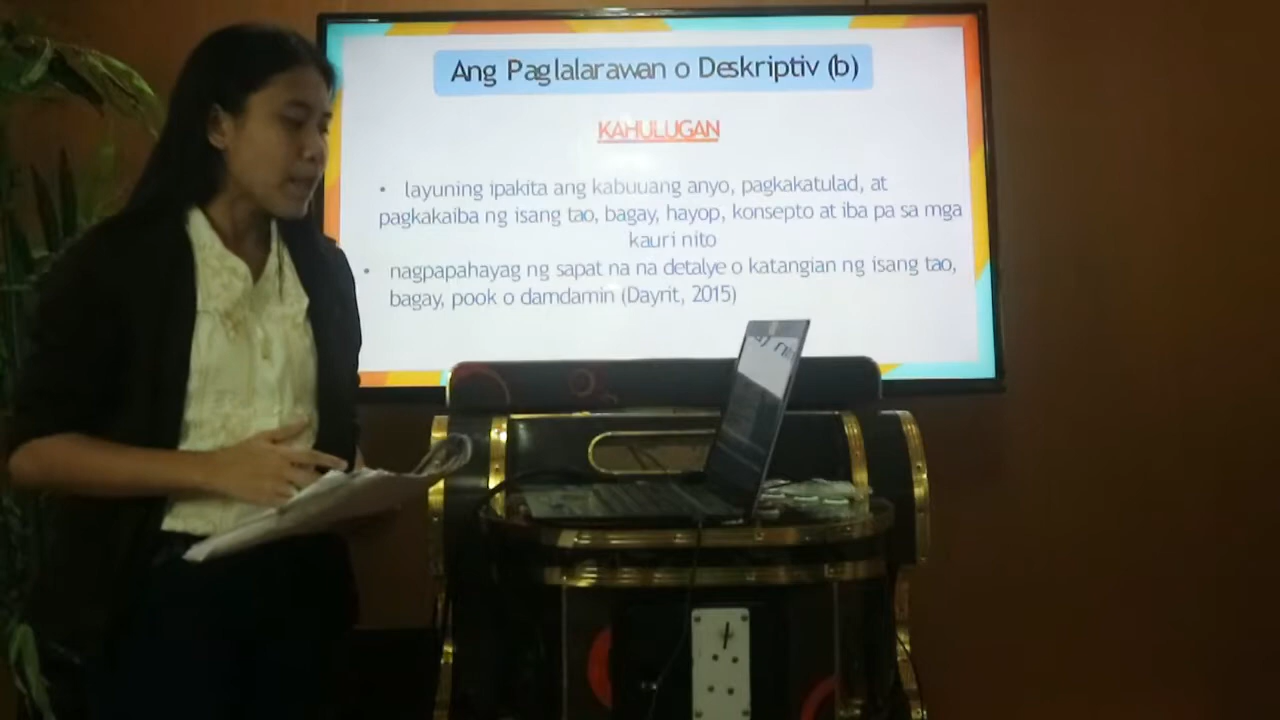 Ang Paglalarawan o Deskriptiv (b)
KAHULUGAN
• layuning ipakita ang kabuuang anyo, pagkakatulad, at
pagkakaiba ng isang tao, bagay, hayop, konsepto at iba pa sa mga
kauri nito
• nagpapahayag ng sapat na na detalye o katangian ng isang tao,
bagay, pook o damdamin (Dayrit, 2015)